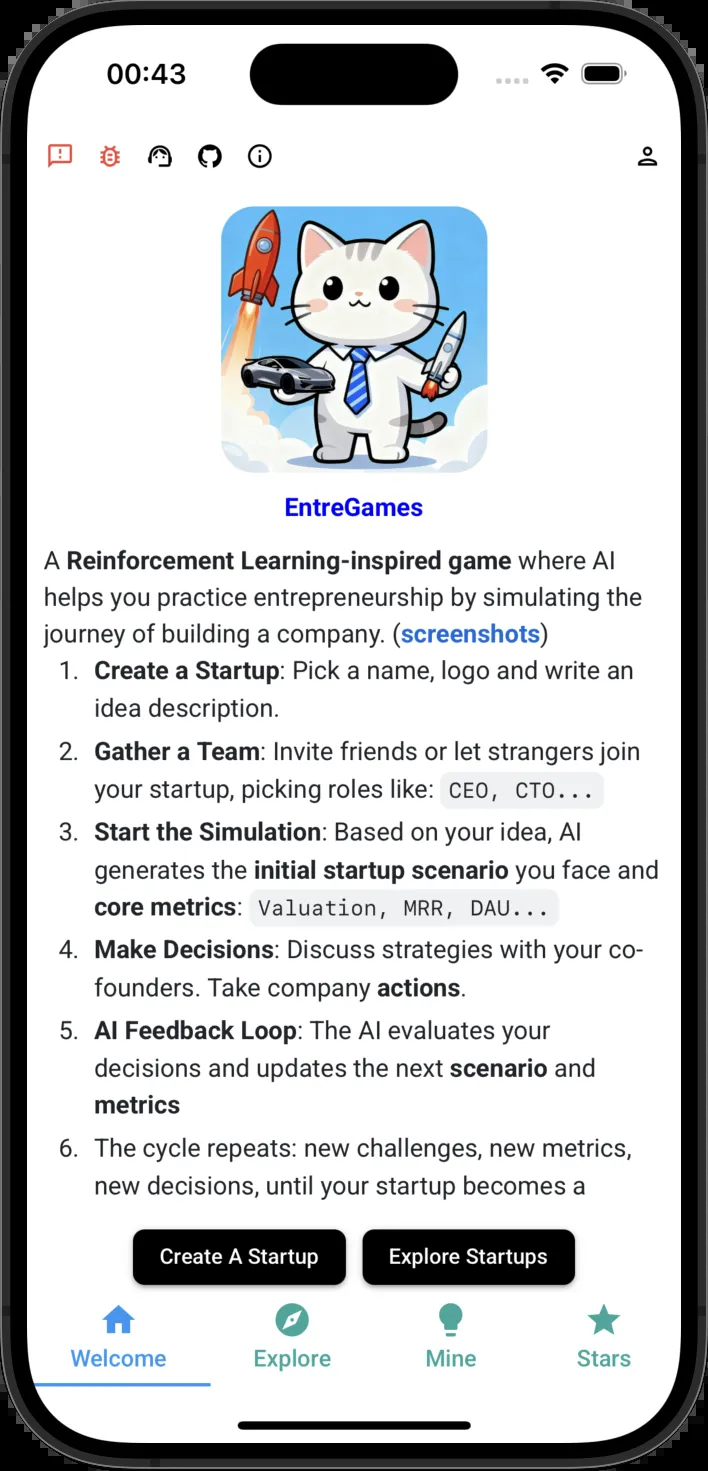 00:43
EntreGames
A Reinforcement Learning-inspired game where AI
helps you practice entrepreneurship by simulating the
journey of building a company. (screenshots)
1. Create a Startup: Pick a name, logo and write an
idea description.
2. Gather a Team: Invite friends or let strangers join
your startup, picking roles like: CEO, CTO...
3. Start the Simulation: Based on your idea, AI
generates the initial startup scenario you face and
core metrics: Valuation, MRR, DAU...
4. Make Decisions: Discuss strategies with your co-
founders. Take company actions.
5. AI Feedback Loop: The AI evaluates your
decisions and updates the next scenario and
metrics
6. The cycle repeats: new challenges, new metrics,
new decisions, until your startup becomes a
Create A Startup Explore Startups
Welcome Explore Mine Stars